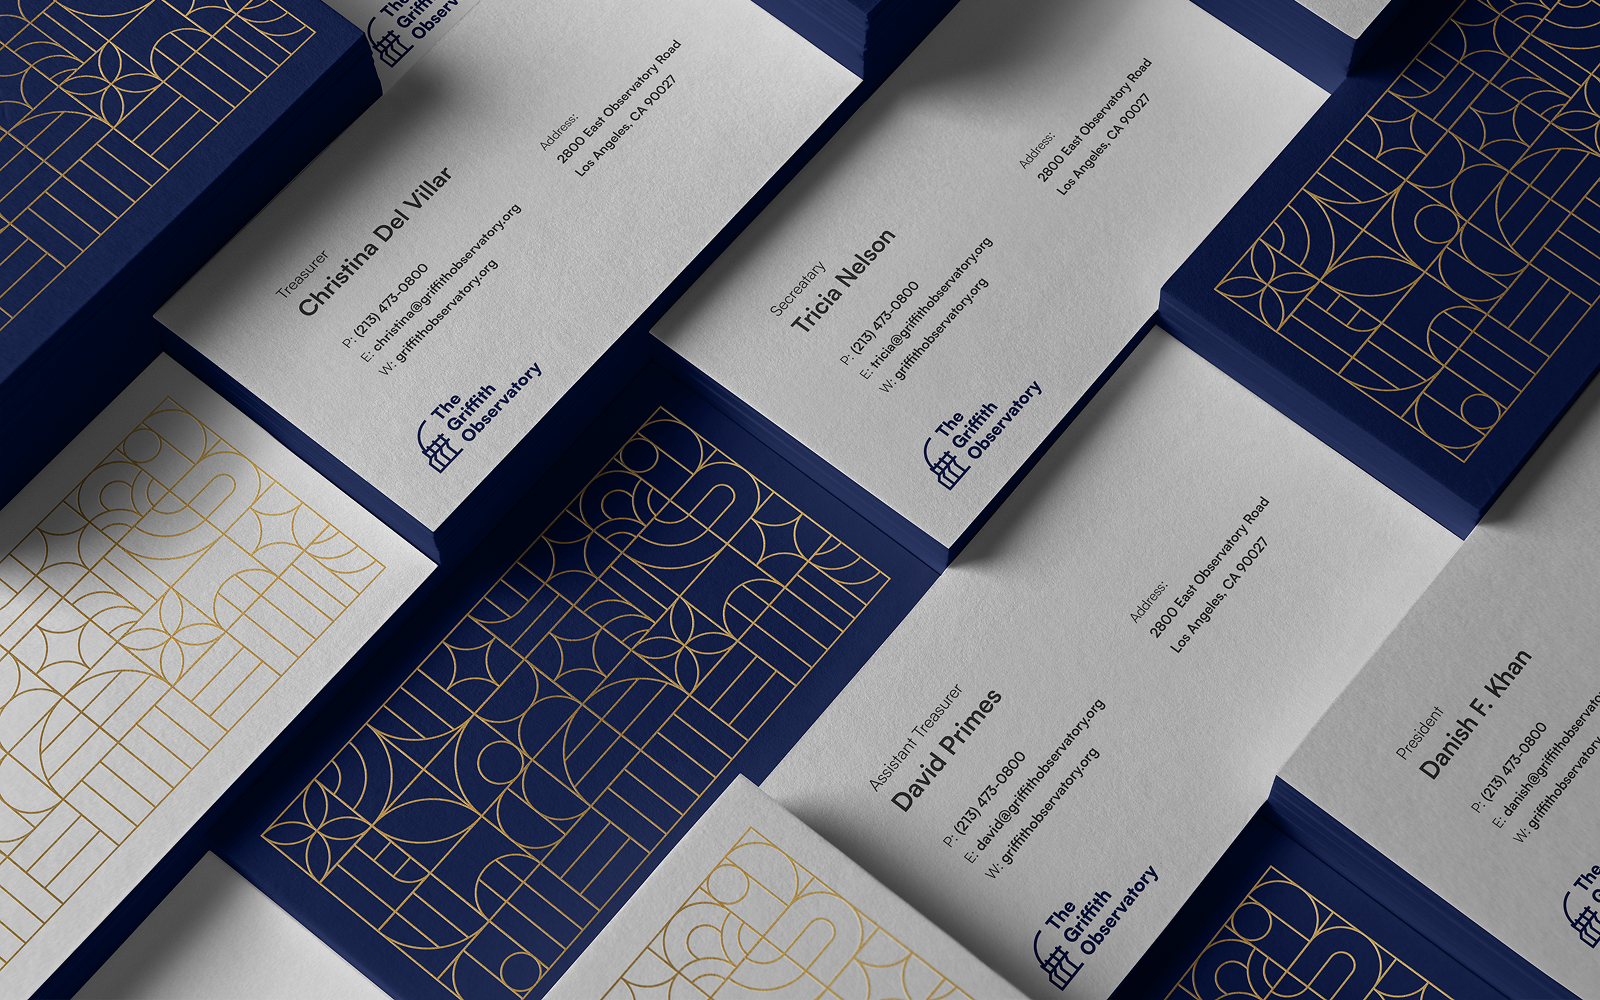 The
Treasurer
Christina Del Villar
P: (213) 473-0800
E: christina@griffithobservatory.org
W: griffithobservatory.org
Address:
2800 East Observatory Road
Los Angeles, CA 90027
The
Griffith
Observatory
Secreatary
Tricia Nelson
P: (213) 473-0800
E: tricia@griffithobservatory.org
W: griffithobservatory.org
Address:
2800 East Observatory Road
Los Angeles, CA 90027
The
Griffith
Observatory
Assistant Treasurer
David Primes
P: (213) 473-0800
E: david@griffithobservatory.org
W: griffithobservatory.org
Address:
2800 East Observatory Road
Los Angeles, CA 90027
The
Griffith
Observatory
President
Danish F. Khan
P: (213) 473-0800
E:
W:
The